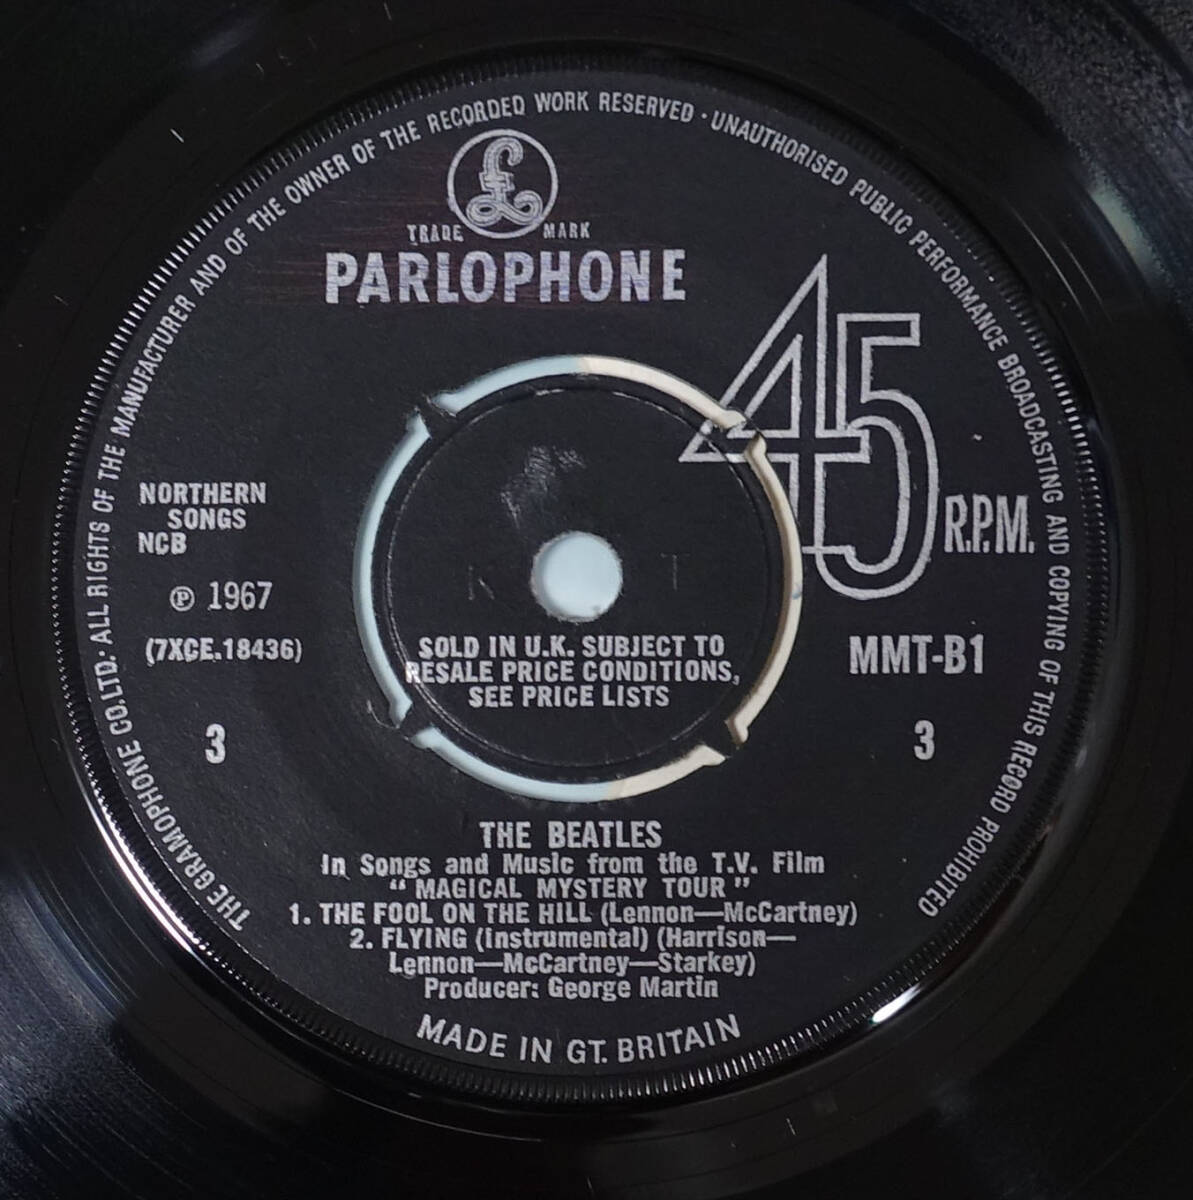 THE GRAMOPHONE CO.LTD. · ALL RIGHTS OF THE MANUFACTURER AND OF THE OWNER OF THE RECORDED WORK RESERVED · UNAUTHORISED PUBLIC PERFORMANCE BROADCASTING AND COPYING OF THIS RECORD PROHIBITED
£
TRADE MARK
PARLOPHONE
45
R.P.M.
NORTHERN
SONGS
NCB
℗ 1967
(7XCE.18436)
3
K T
SOLD IN U.K. SUBJECT TO
RESALE PRICE CONDITIONS,
SEE PRICE LISTS
MMT-B1
3
THE BEATLES
In Songs and Music from the T.V. Film
“ MAGICAL MYSTERY TOUR ”
1. THE FOOL ON THE HILL (Lennon—McCartney)
2. FLYING (Instrumental) (Harrison—
Lennon—McCartney—Starkey)
Producer: George Martin
MADE IN GT. BRITAIN